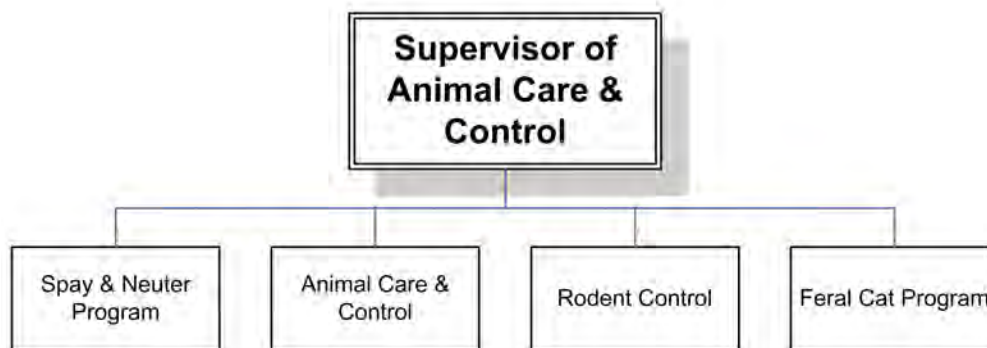 Supervisor of
Animal Care &
Control
Spay & Neuter
Program
Animal Care &
Control
Rodent Control
Feral Cat Program